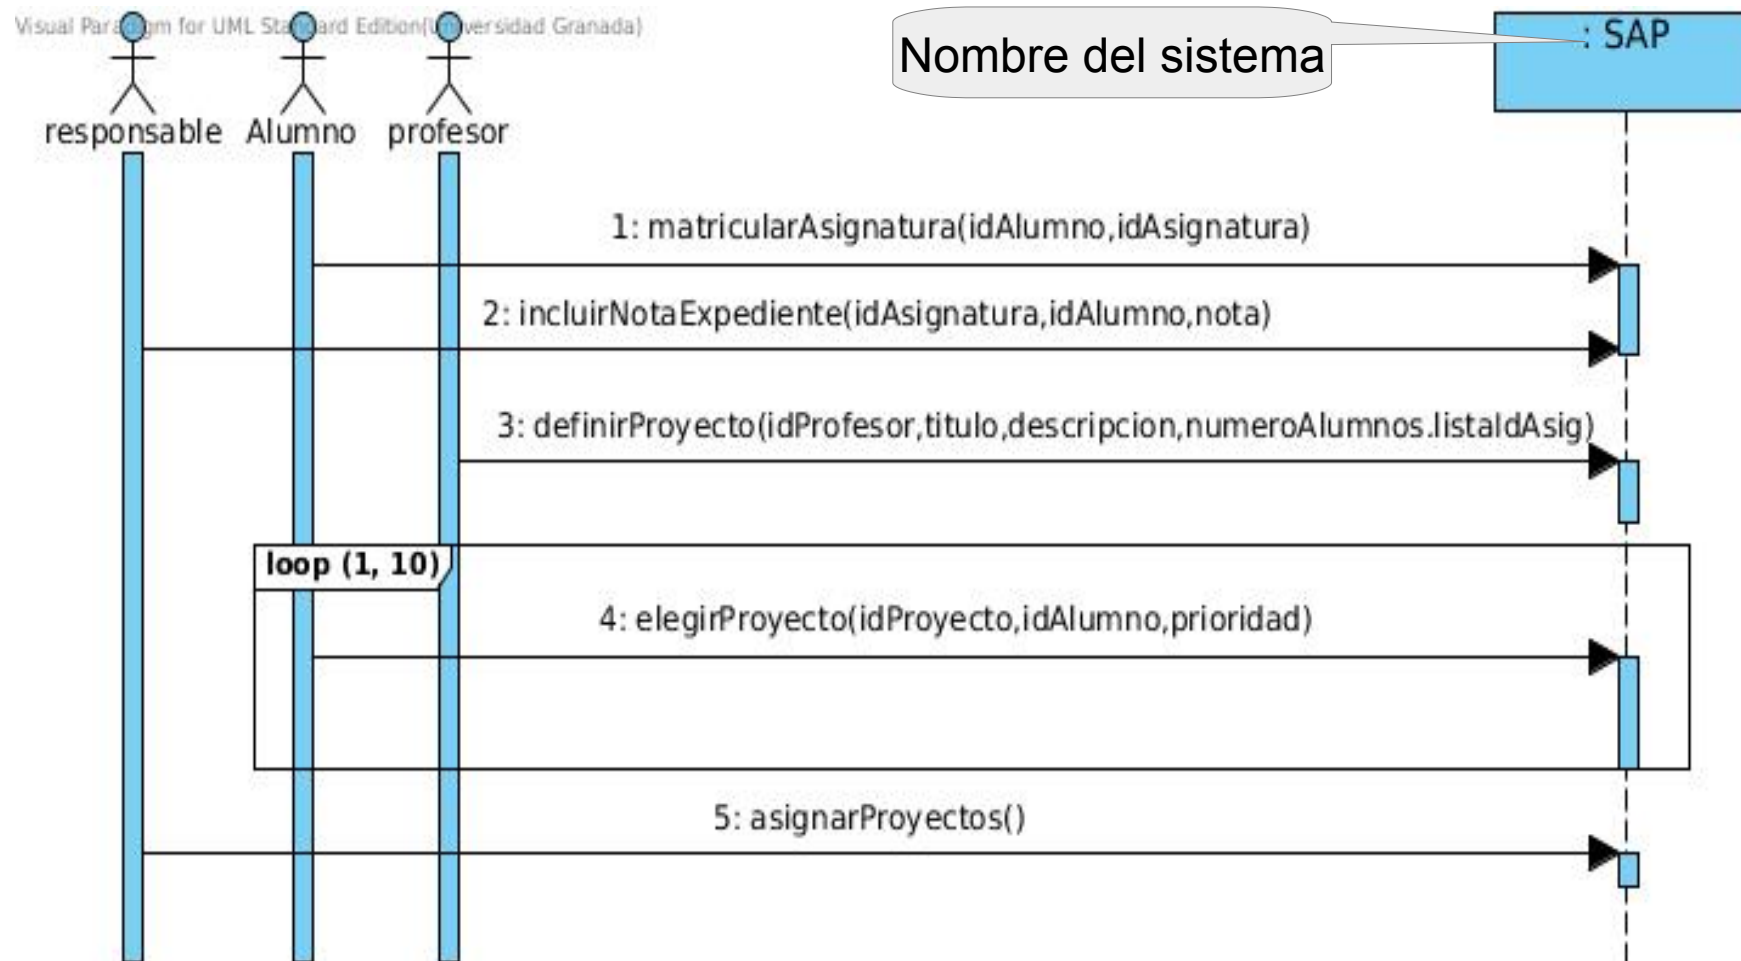 Visual Paradigm for UML Standard Edition(Universidad Granada)
Nombre del sistema
: SAP
responsable
Alumno
profesor
1: matricularAsignatura(idAlumno,idAsignatura)
2: incluirNotaExpediente(idAsignatura,idAlumno,nota)
3: definirProyecto(idProfesor,titulo,descripcion,numeroAlumnos.listaIdAsig)
loop (1, 10)
4: elegirProyecto(idProyecto,idAlumno,prioridad)
5: asignarProyectos()